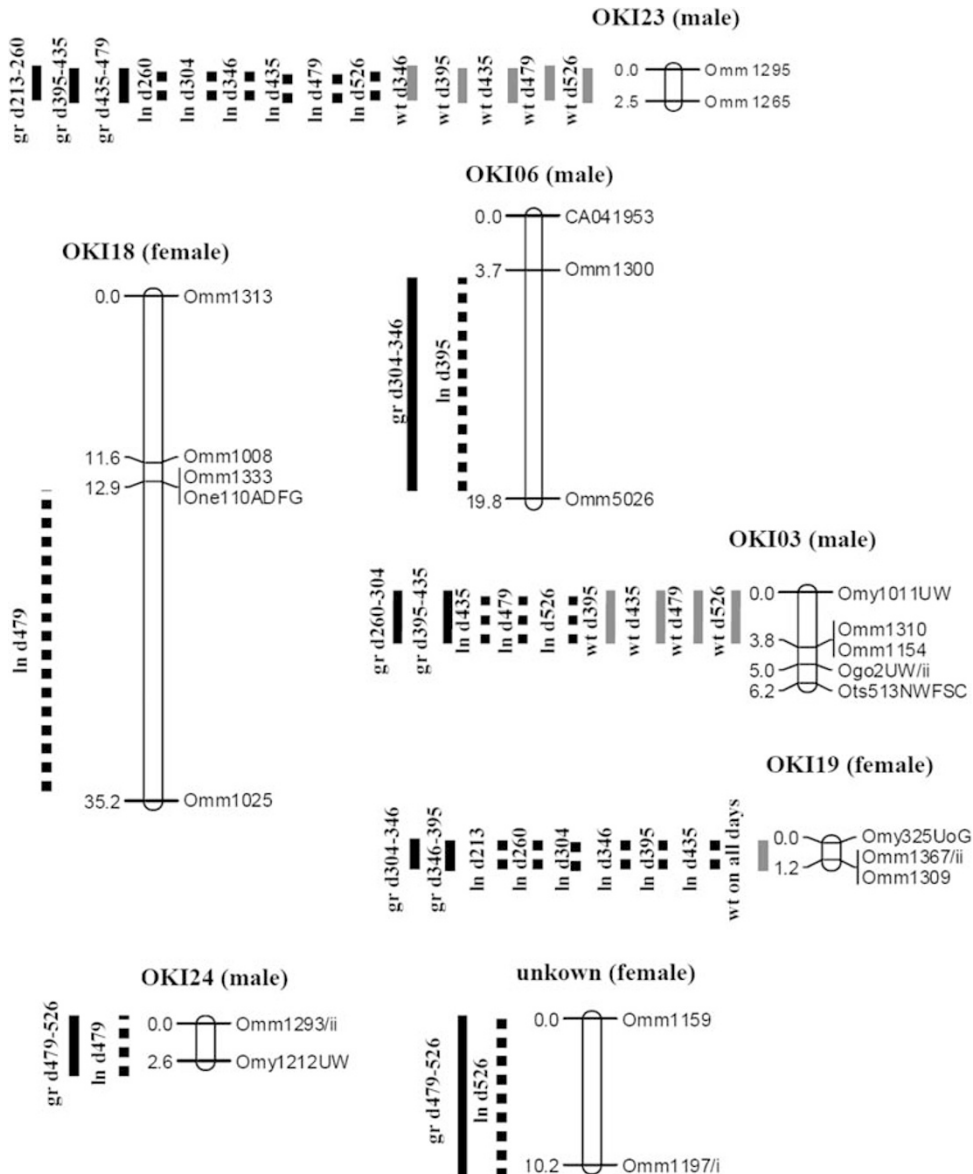 OKI23 (male)
gr d213-260
gr d395-435
gr d435-479
ln d260
ln d304
ln d346
ln d435
ln d479
ln d526
wt d346
wt d395
wt d435
wt d479
wt d526
0.0 Omm1295
2.5 Omm1265
OKI06 (male)
0.0 CA041953
3.7 Omm1300
19.8 Omm5026
gr d304-346
ln d395
OKI18 (female)
0.0 Omm1313
11.6 Omm1008
12.9 Omm1333
One110ADFG
35.2 Omm1025
ln d479
OKI03 (male)
gr d260-304
gr d395-435
ln d435
ln d479
ln d526
wt d395
wt d435
wt d479
wt d526
0.0 Omy1011UW
3.8 Omm1310
Omm1154
5.0 Ogo2UW/ii
6.2 Ots513NWFSC
OKI19 (female)
gr d304-346
gr d346-395
ln d213
ln d260
ln d304
ln d346
ln d395
ln d435
wt on all days
0.0 Omy325UoG
1.2 Omm1367/ii
Omm1309
OKI24 (male)
gr d479-526
ln d479
0.0 Omm1293/ii
2.6 Omy1212UW
unkown (female)
gr d479-526
ln d526
0.0 Omm1159
10.2 Omm1197/i